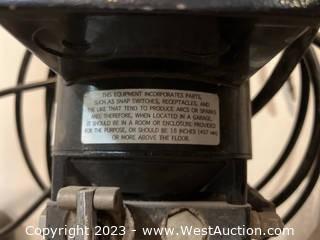 THIS EQUIPMENT INCORPORATES PARTS,
SUCH AS SNAP SWITCHES, RECEPTACLES, AND
THE LIKE THAT TEND TO PRODUCE ARCS OR SPARKS
AND, THEREFORE, WHEN LOCATED IN A GARAGE,
IT SHOULD BE IN A ROOM OR ENCLOSURE PROVIDED
FOR THE PURPOSE, OR SHOULD BE 18 INCHES (457 mm)
OR MORE ABOVE THE FLOOR.
Copyright 2023 - WestAuction.com